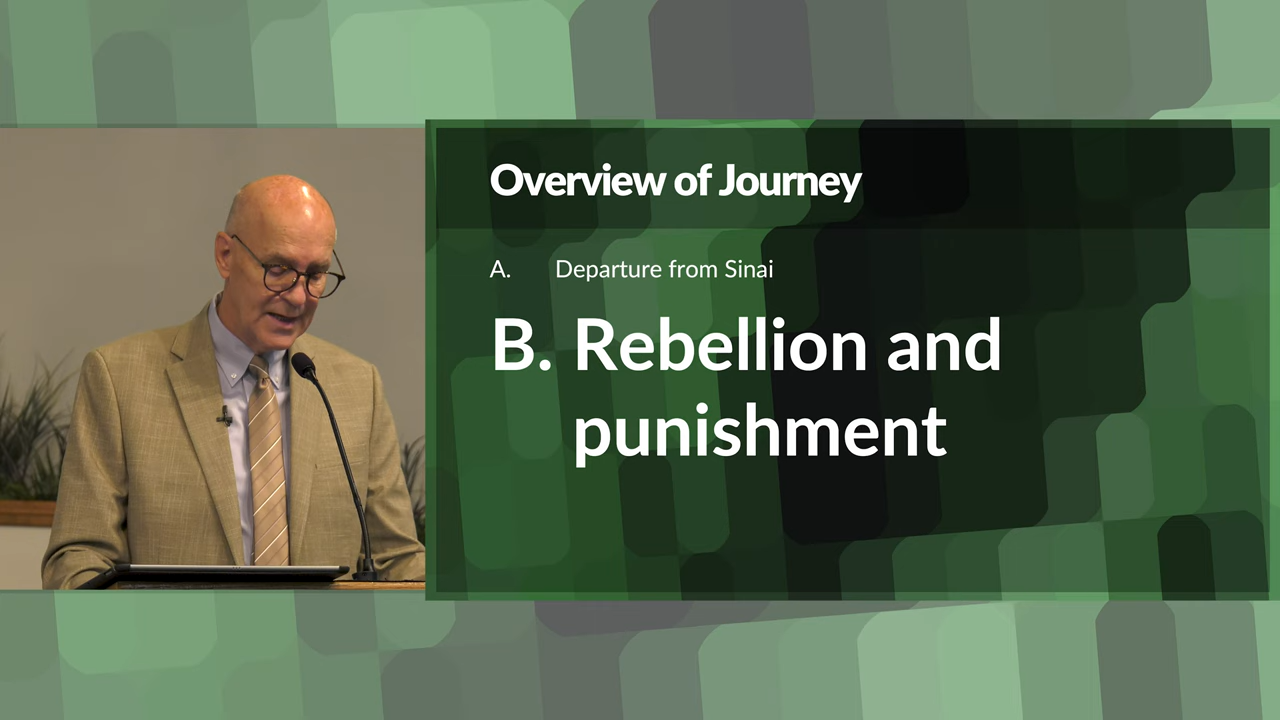 Overview of Journey
A. Departure from Sinai
B. Rebellion and
punishment